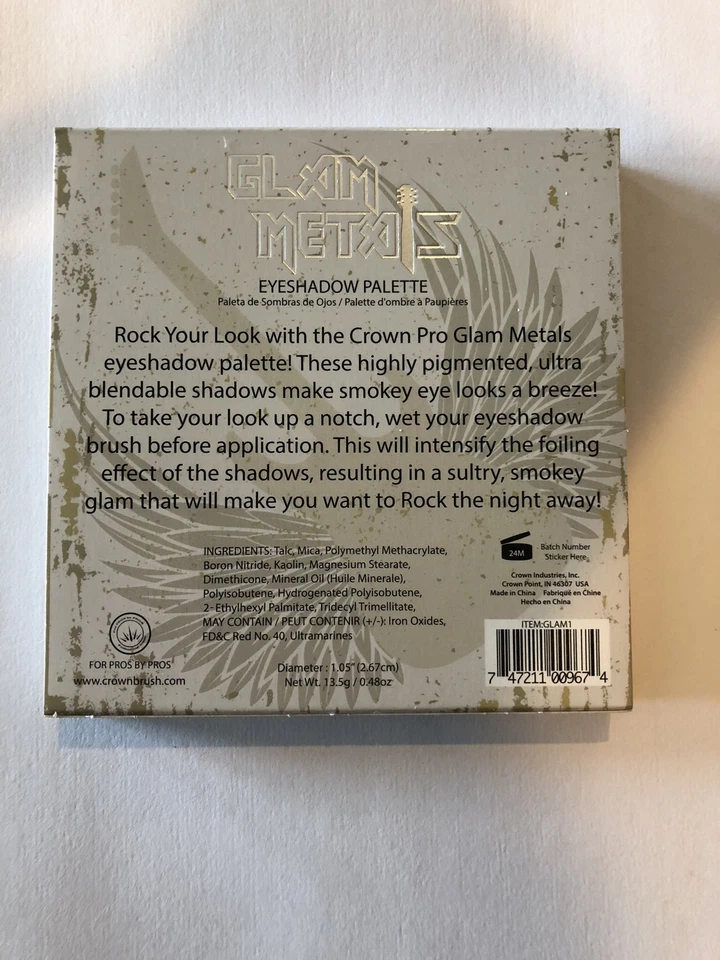 GLAM
METALS
EYESHADOW PALETTE
Paleta de Sombras de Ojos / Palette d'ombre à Paupières
Rock Your Look with the Crown Pro Glam Metals
eyeshadow palette! These highly pigmented, ultra
blendable shadows make smokey eye looks a breeze!
To take your look up a notch, wet your eyeshadow
brush before application. This will intensify the foiling
effect of the shadows, resulting in a sultry, smokey
glam that will make you want to Rock the night away!
INGREDIENTS: Talc, Mica, Polymethyl Methacrylate,
Boron Nitride, Kaolin, Magnesium Stearate,
Dimethicone, Mineral Oil (Huile Minerale),
Polyisobutene, Hydrogenated Polyisobutene,
2-Ethylhexyl Palmitate, Tridecyl Trimellitate,
MAY CONTAIN / PEUT CONTENIR (+/-): Iron Oxides,
FD&C Red No. 40, Ultramarines
Diameter : 1.05" (2.67cm)
Net Wt. 13.5g / 0.48oz
FOR PROS BY PROS
www.crownbrush.com
24M
Batch Number
Sticker Here
Crown Industries, Inc.
Crown Point, IN 46307 USA
Made in China Fabriqué en Chine
Hecho en China
ITEM:GLAM1
7 47211 00967 4